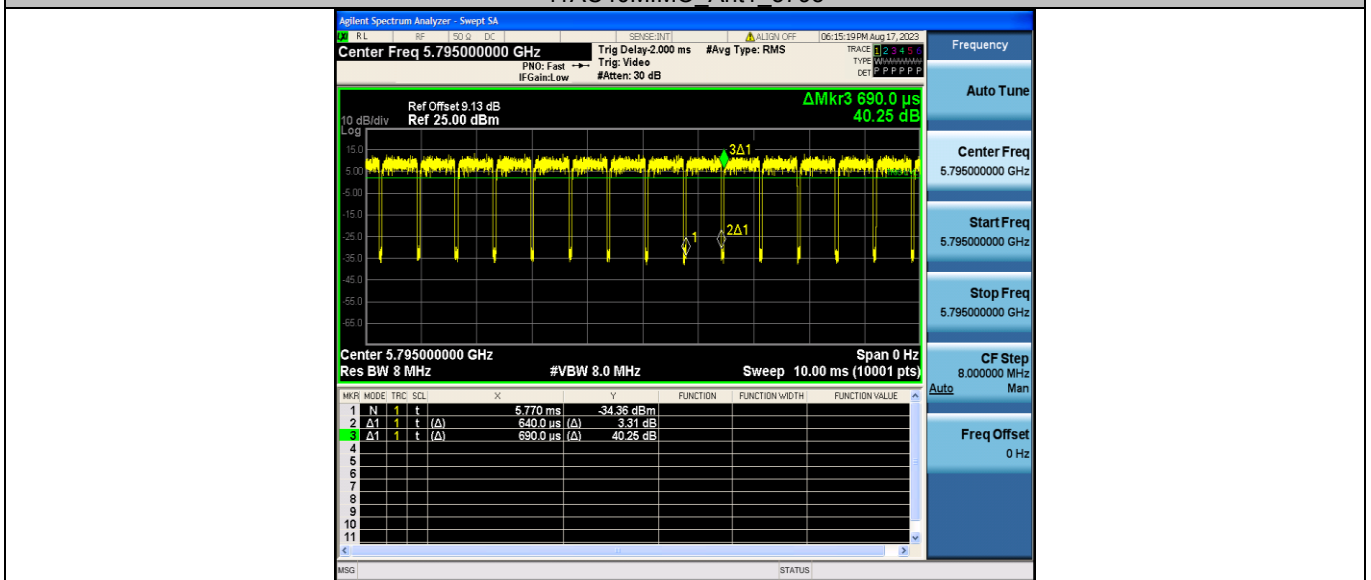 Agilent Spectrum Analyzer - Swept SA
RL RF 50 Ω DC SENSE:INT ALIGN OFF 06:15:19 PM Aug 17, 2023
Center Freq 5.795000000 GHz
PNO: Fast
IFGain:Low
Trig Delay-2.000 ms
Trig: Video
#Atten: 30 dB
#Avg Type: RMS
TRACE 1 2 3 4 5 6
TYPE
DET P P P P P P
Frequency
ΔMkr3 690.0 µs
40.25 dB
Ref Offset 9.13 dB
10 dB/div Ref 25.00 dBm
Log
15.0
5.00
-5.00
-15.0
-25.0
-35.0
-45.0
-55.0
-65.0
3Δ1
1
2Δ1
Center 5.795000000 GHz Span 0 Hz
Res BW 8 MHz #VBW 8.0 MHz Sweep 10.00 ms (10001 pts)
MKR MODE TRC SCL X Y FUNCTION FUNCTION WIDTH FUNCTION VALUE
1 N 1 t 5.770 ms -34.36 dBm
2 Δ1 1 t (Δ) 640.0 µs (Δ) 3.31 dB
3 Δ1 1 t (Δ) 690.0 µs (Δ) 40.25 dB
4
5
6
7
8
9
10
11
MSG STATUS
Auto Tune
Center Freq
5.795000000 GHz
Start Freq
5.795000000 GHz
Stop Freq
5.795000000 GHz
CF Step
8.000000 MHz
Auto Man
Freq Offset
0 Hz